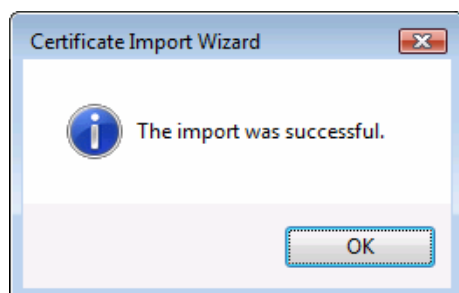 Certificate Import Wizard
The import was successful.
OK